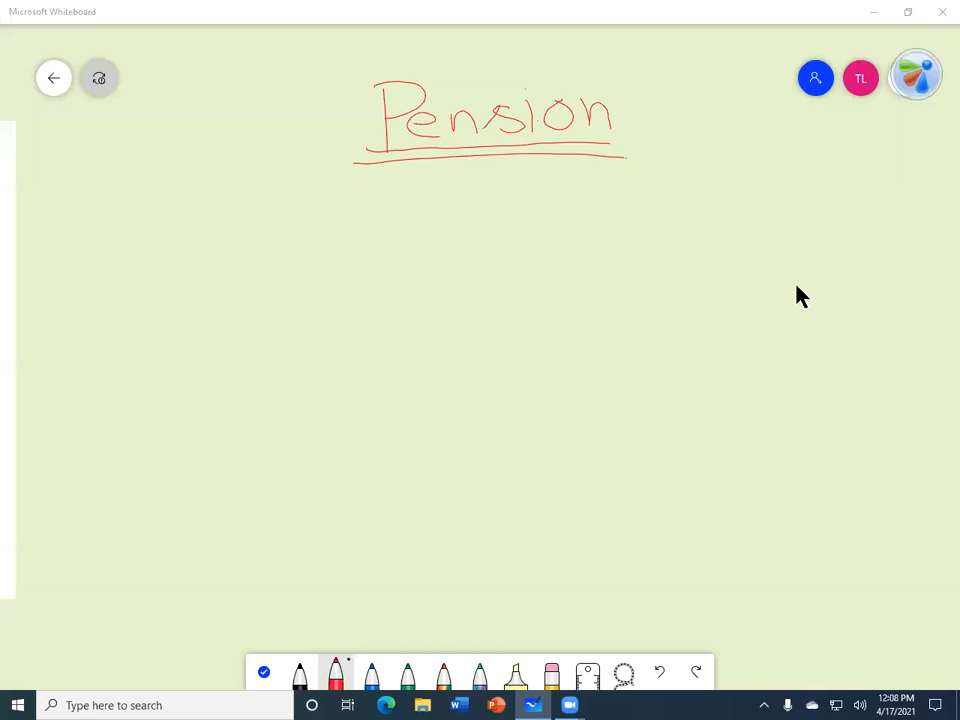 Microsoft Whiteboard
TL
Pension
Type here to search
12:08 PM
4/17/2021